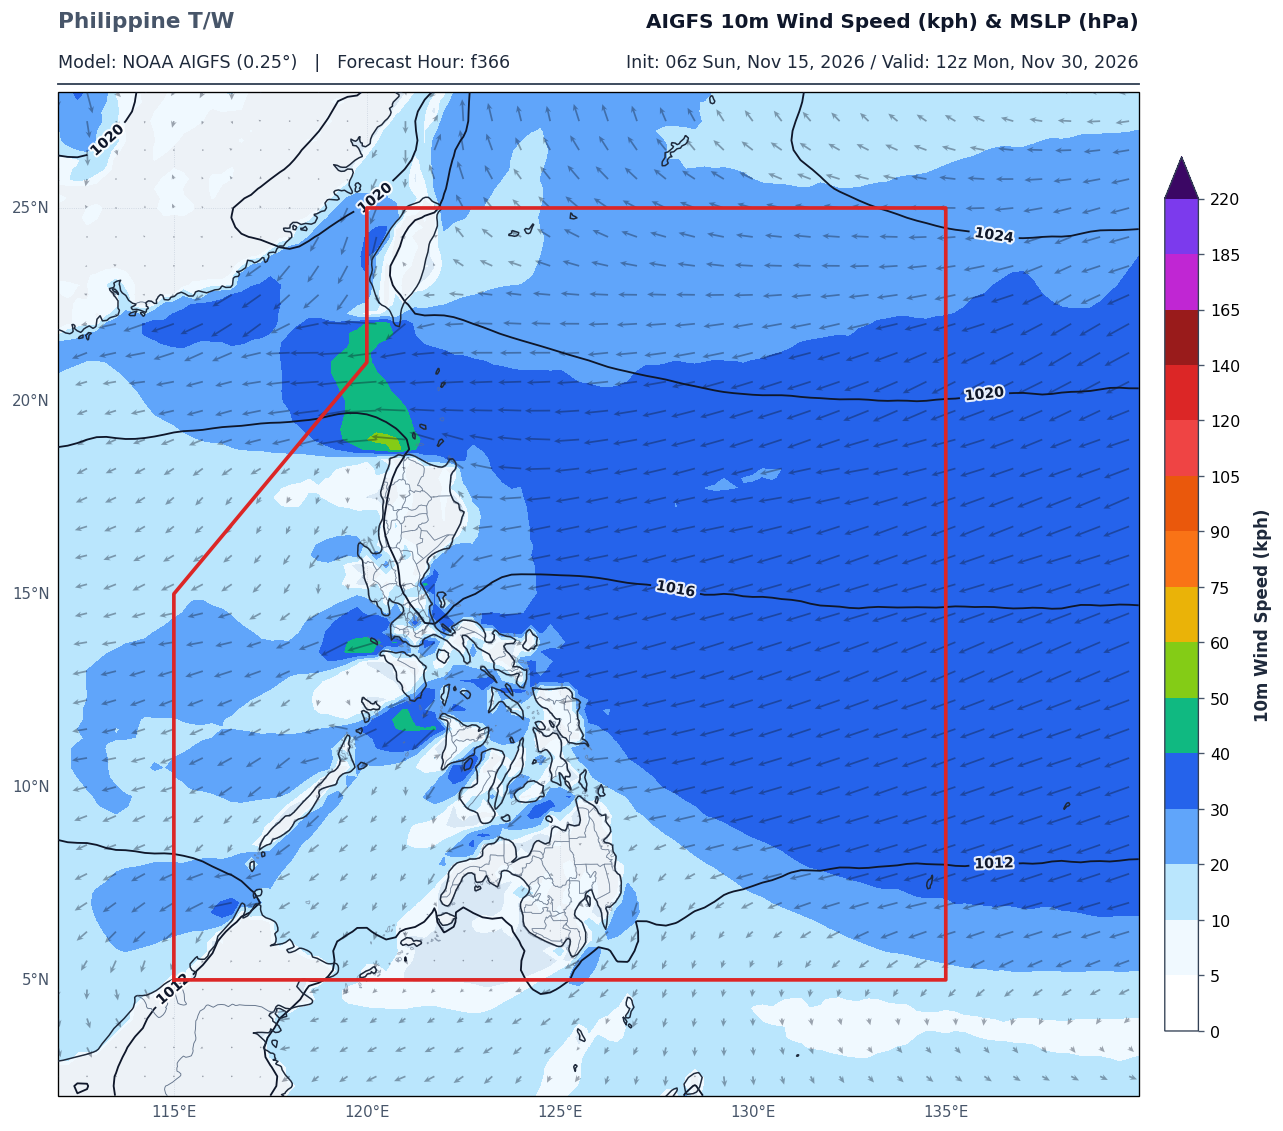 Philippine T/W
AIGFS 10m Wind Speed (kph) & MSLP (hPa)
Model: NOAA AIGFS (0.25°)   |   Forecast Hour: f366
Init: 06z Sun, Nov 15, 2026 / Valid: 12z Mon, Nov 30, 2026
1020
1020
1024
1020
1016
1012
1012
25°N
20°N
15°N
10°N
5°N
115°E
120°E
125°E
130°E
135°E
220
185
165
140
120
105
90
75
60
50
40
30
20
10
5
0
10m Wind Speed (kph)